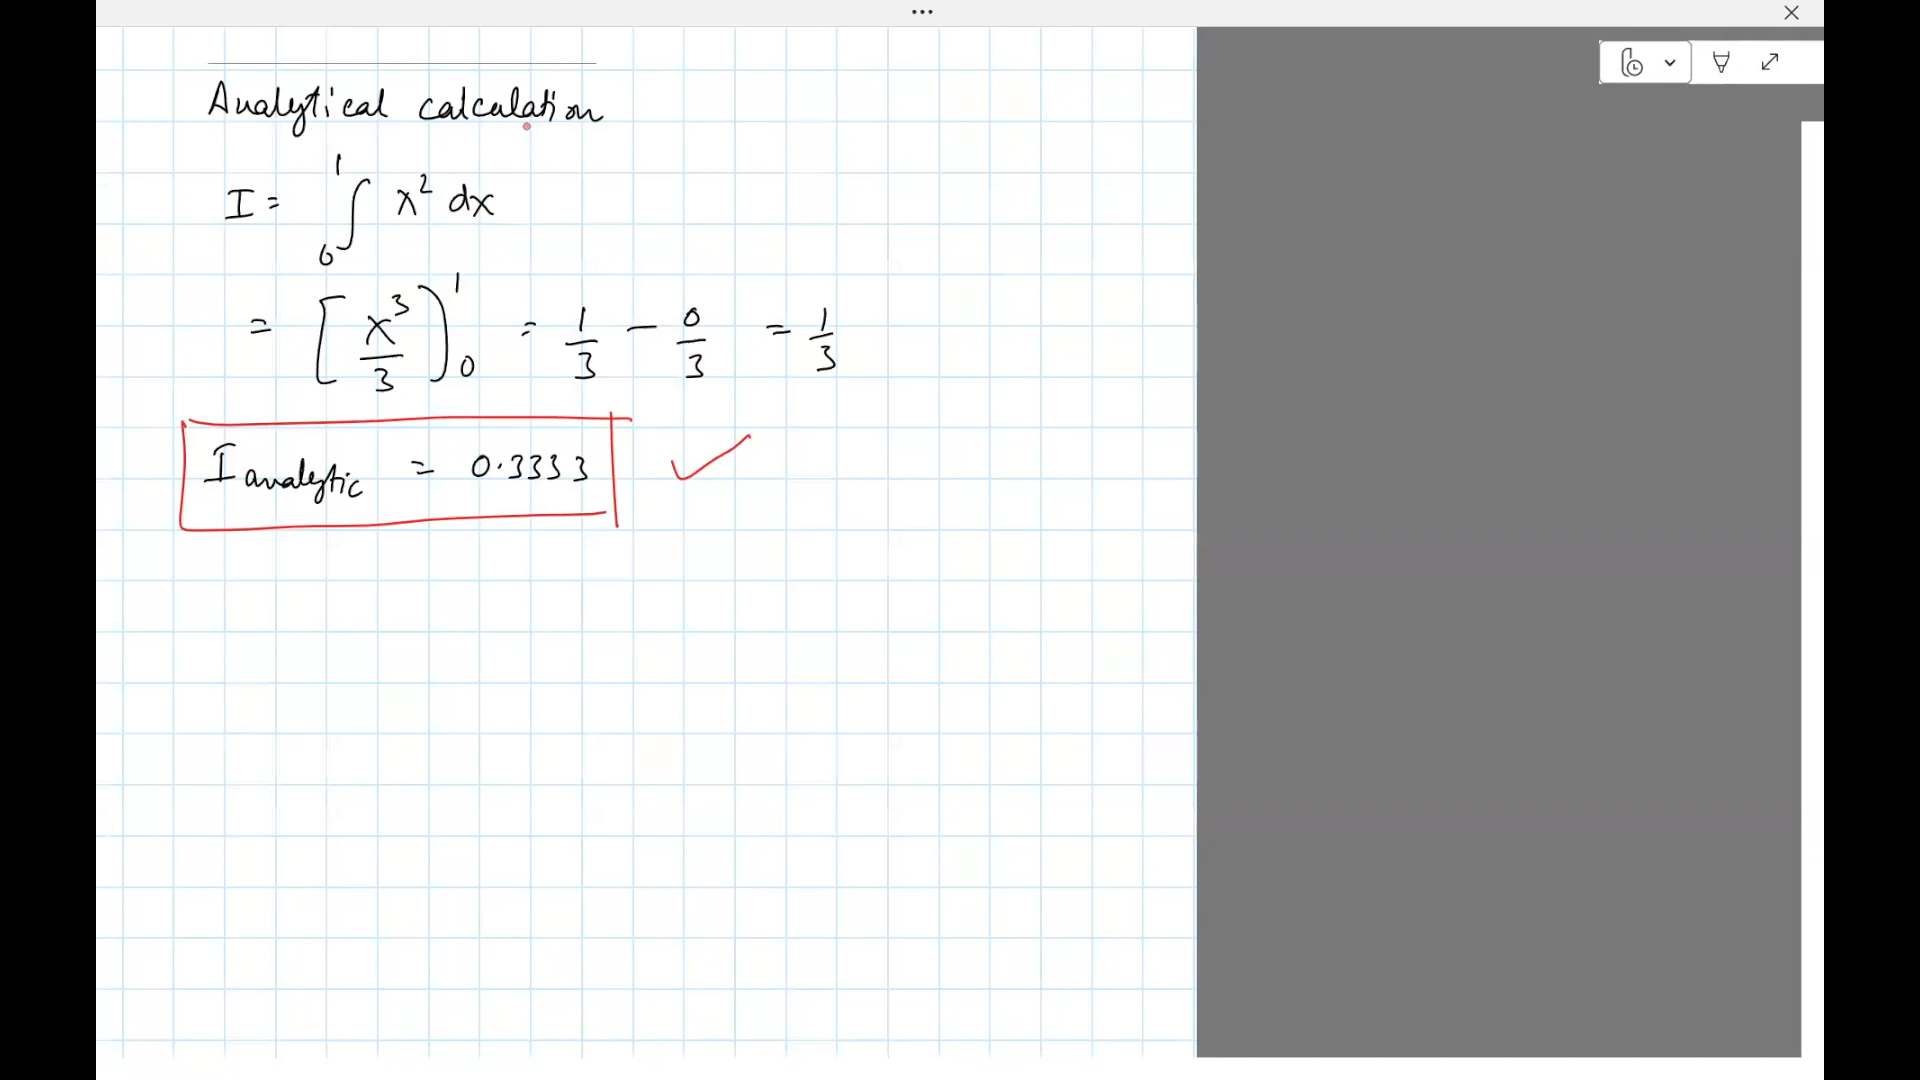 Analytical calculation
I = ∫₀¹ x² dx
= [x³/3]₀¹ = 1/3 − 0/3 = 1/3
I analytic = 0.3333 ✓